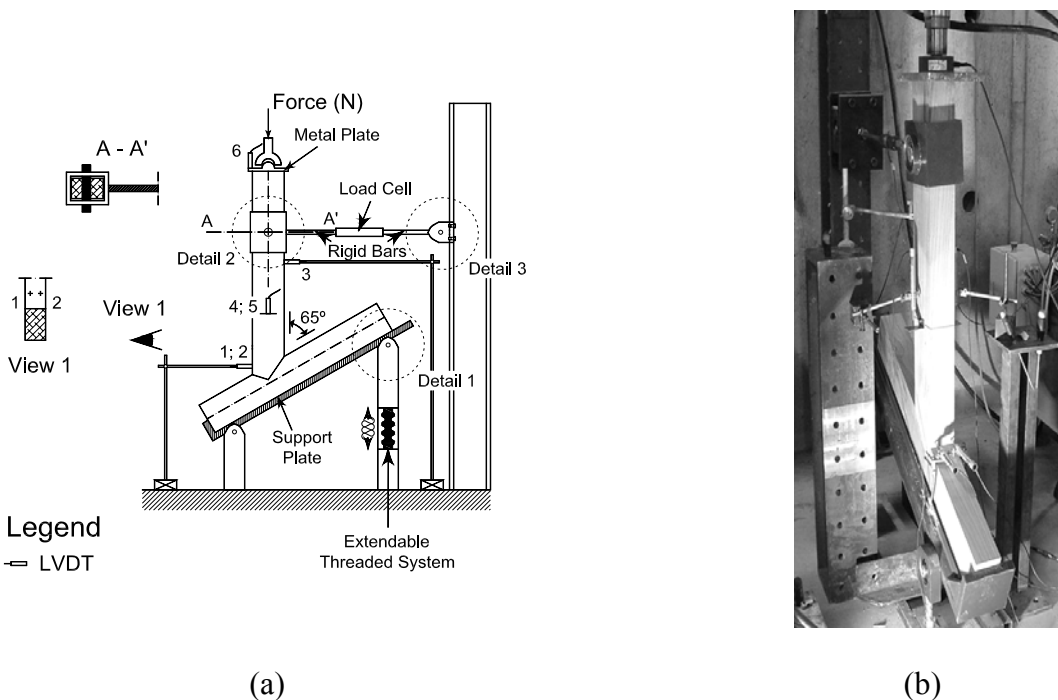 Force (N)
Metal Plate
6
A - A'
Load Cell
A
A'
Rigid Bars
Detail 2
3
Detail 3
1
2
4; 5
65º
View 1
View 1
1; 2
Detail 1
Support
Plate
Legend
LVDT
Extendable
Threaded System
(a)
(b)